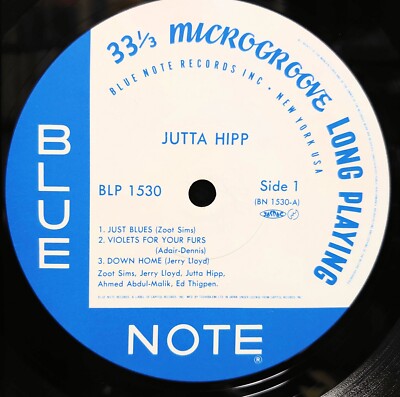 33⅓ MICROGROOVE LONG PLAYING
BLUE NOTE RECORDS INC • NEW YORK USA
JUTTA HIPP
BLP 1530
Side 1
(BN 1530-A)
1. JUST BLUES (Zoot Sims)
2. VIOLETS FOR YOUR FURS
(Adair-Dennis)
3. DOWN HOME (Jerry Lloyd)
Zoot Sims, Jerry Lloyd, Jutta Hipp,
Ahmed Abdul-Malik, Ed Thigpen.
BLUE
NOTE ®